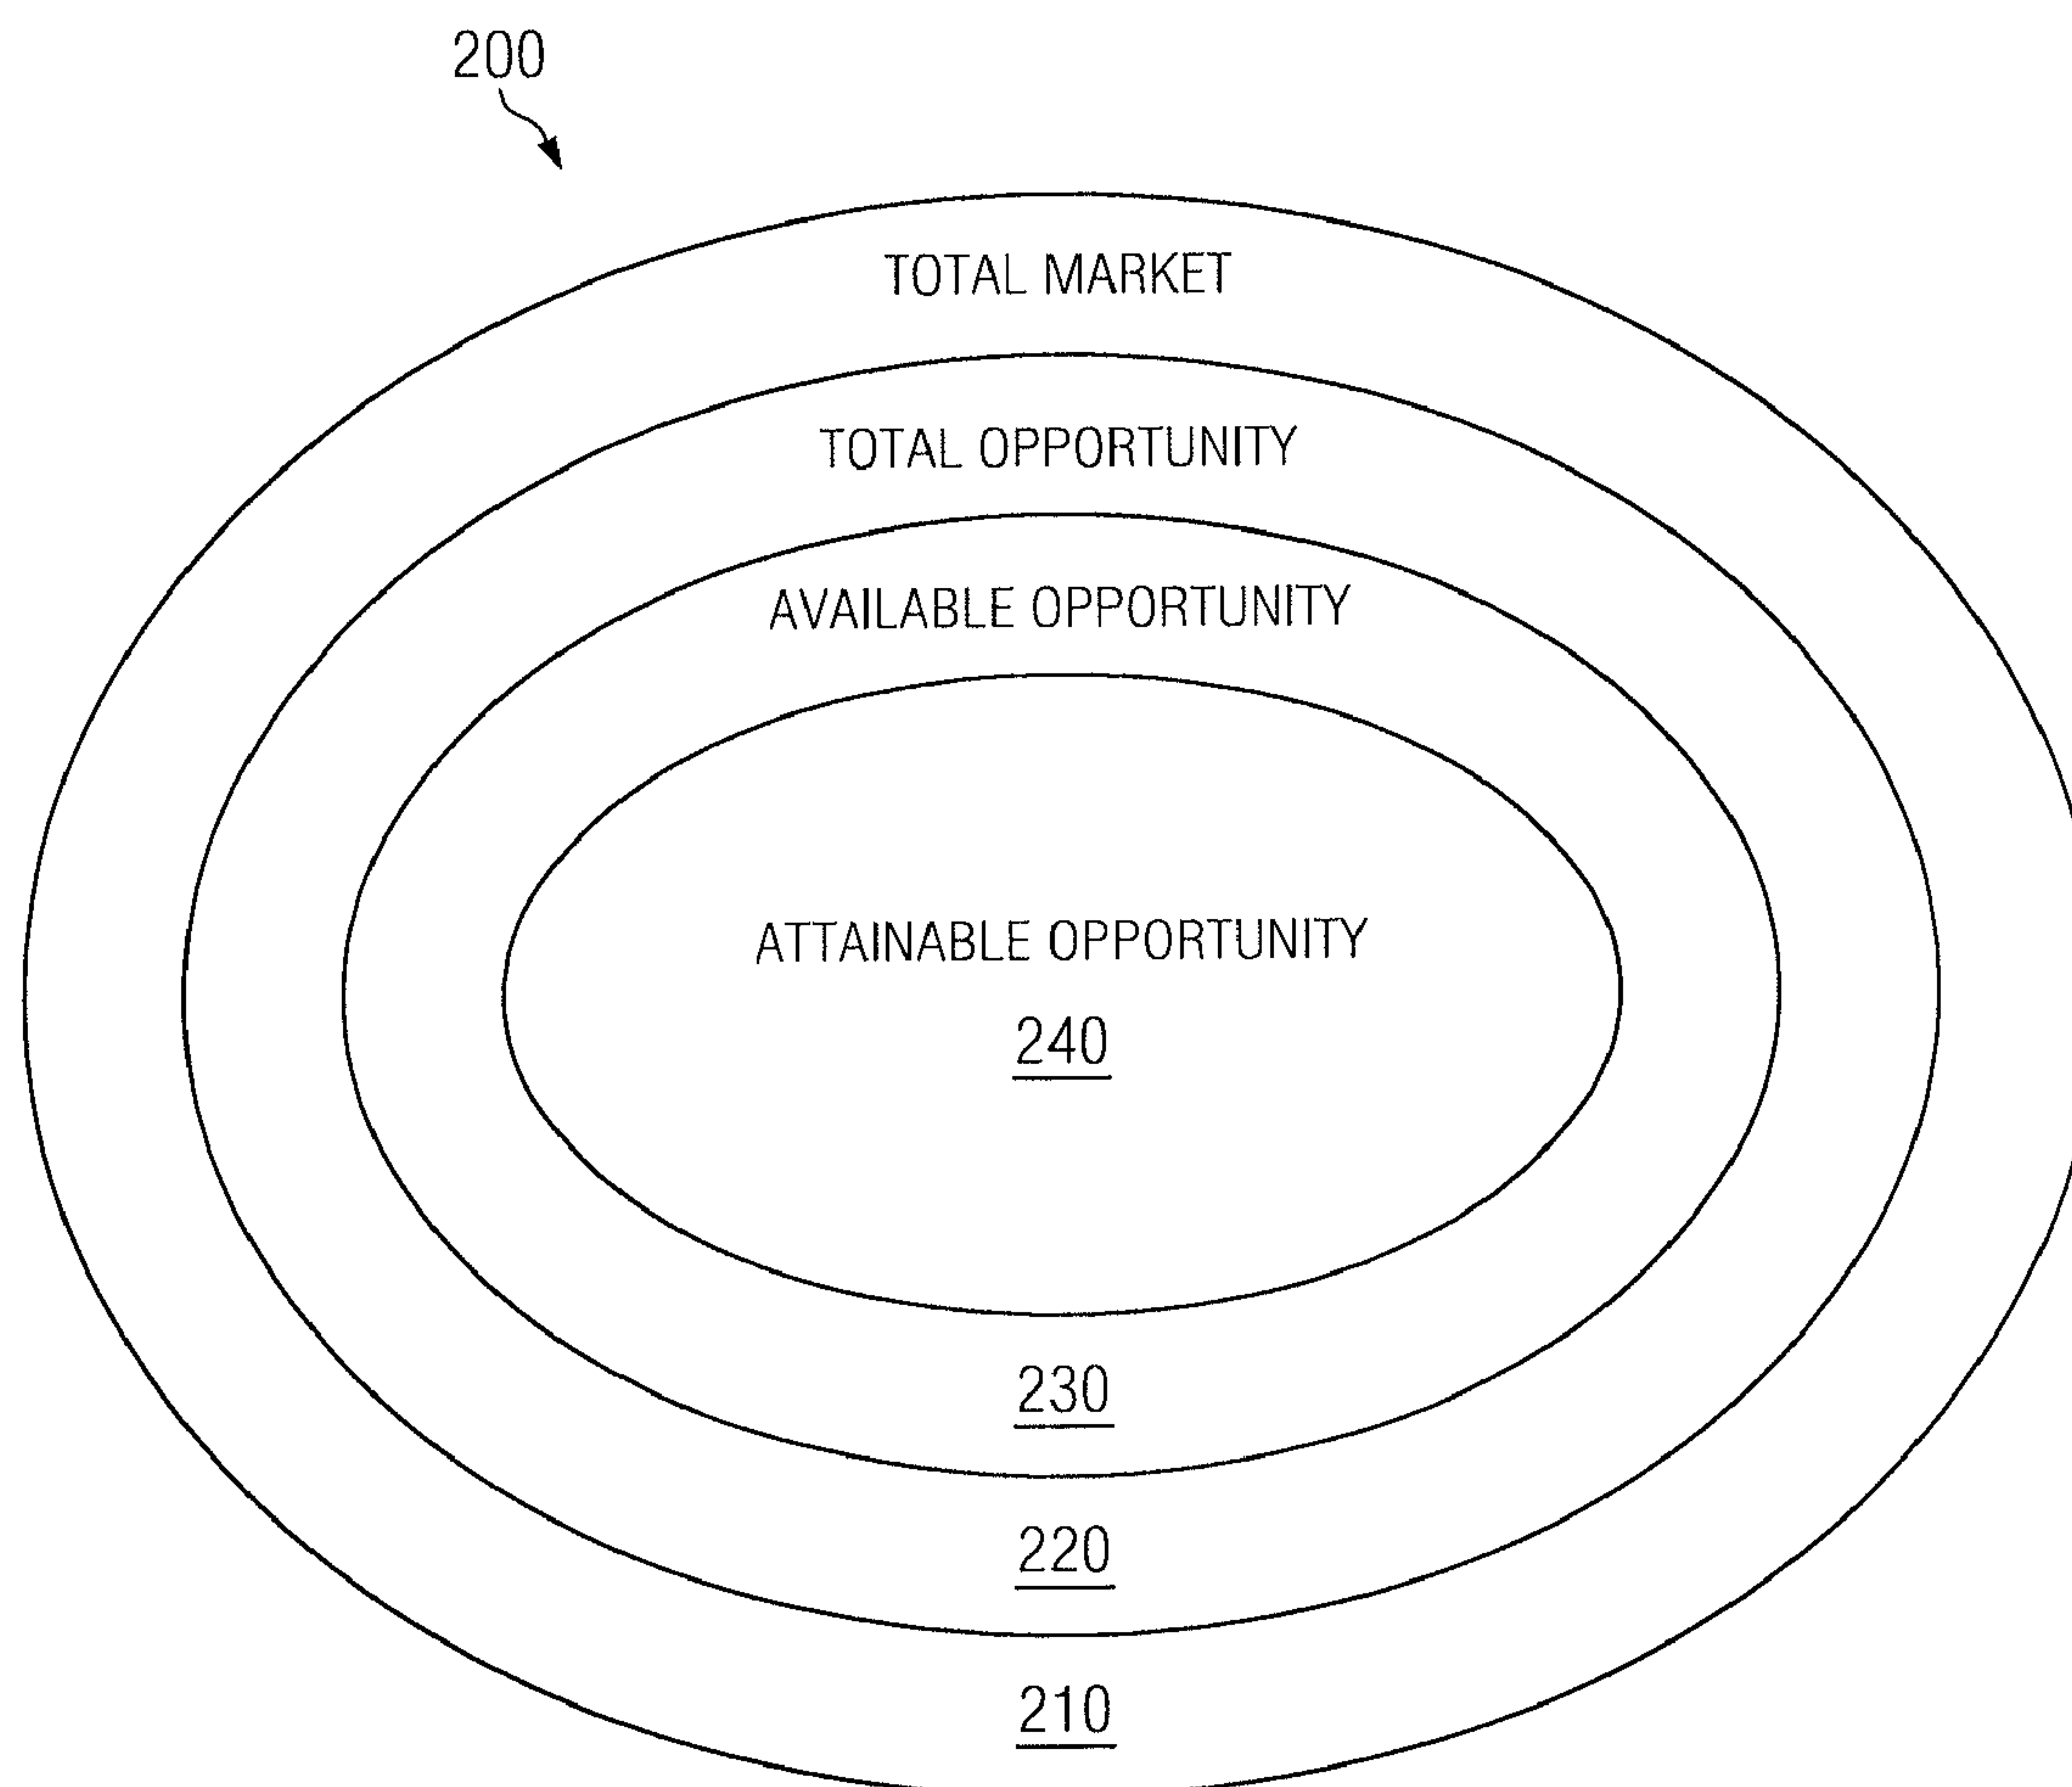 200
TOTAL MARKET
TOTAL OPPORTUNITY
AVAILABLE OPPORTUNITY
ATTAINABLE OPPORTUNITY
240
230
220
210